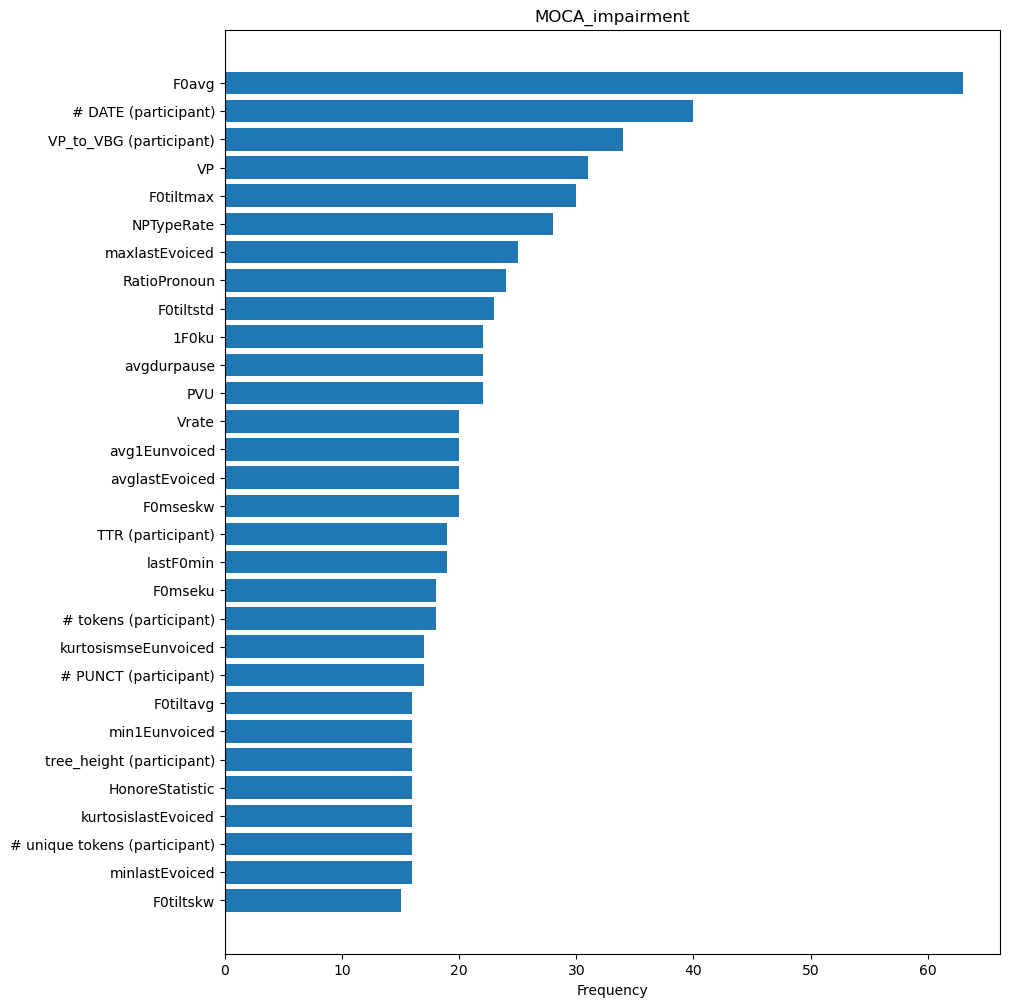 MOCA_impairment
F0avg
# DATE (participant)
VP_to_VBG (participant)
VP
F0tiltmax
NPTypeRate
maxlastEvoiced
RatioPronoun
F0tiltstd
1F0ku
avgdurpause
PVU
Vrate
avg1Eunvoiced
avglastEvoiced
F0mseskw
TTR (participant)
lastF0min
F0mseku
# tokens (participant)
kurtosismseEunvoiced
# PUNCT (participant)
F0tiltavg
min1Eunvoiced
tree_height (participant)
HonoreStatistic
kurtosislastEvoiced
# unique tokens (participant)
minlastEvoiced
F0tiltskw
0 10 20 30 40 50 60
Frequency